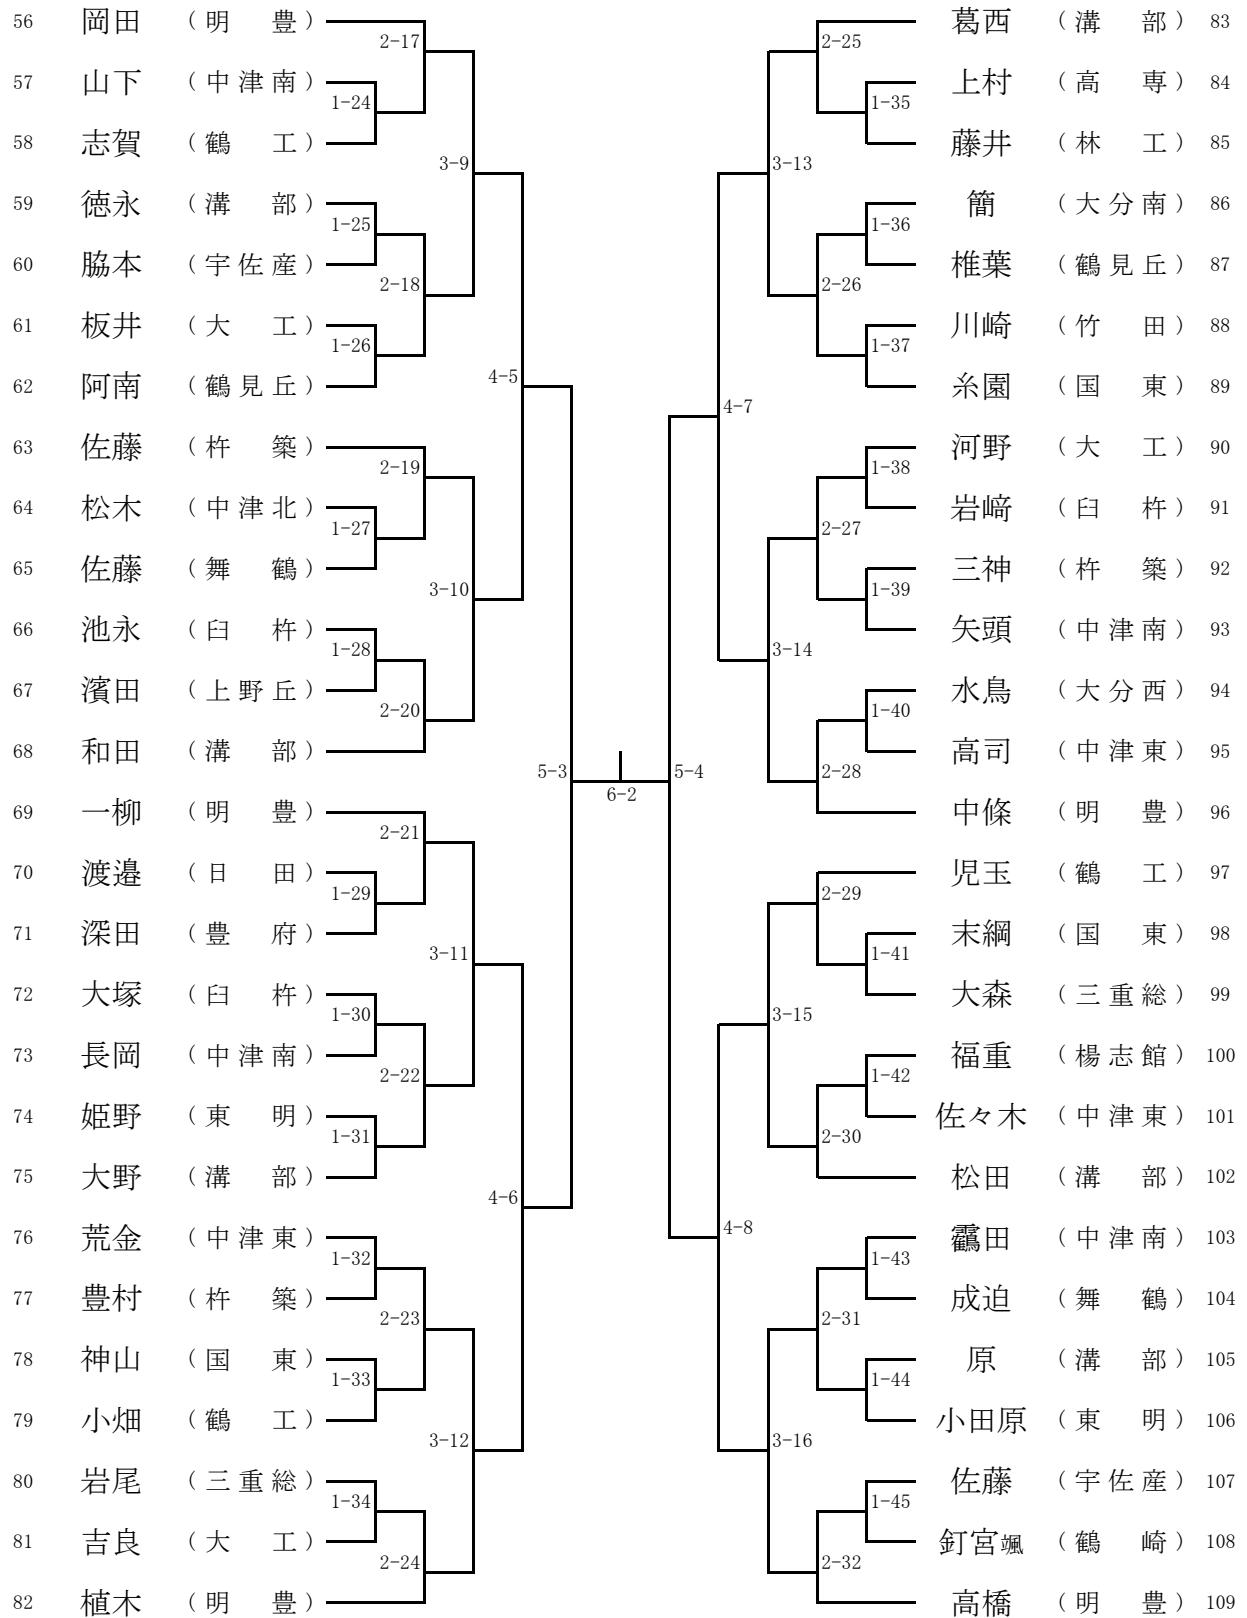 56 岡田 （明 豊） 2-17 2-25 葛西 （溝 部） 83
57 山下 （中津南） 1-24 上村 （高 専） 84
1-35
58 志賀 （鶴 工） 藤井 （林 工） 85
3-9 3-13
59 徳永 （溝 部） 簡 （大分南） 86
1-25 1-36
60 脇本 （宇佐産） 椎葉 （鶴見丘） 87
2-18 2-26
61 板井 （大 工） 川崎 （竹 田） 88
1-26 1-37
62 阿南 （鶴見丘） 4-5 糸園 （国 東） 89
4-7
63 佐藤 （杵 築） 河野 （大 工） 90
2-19 1-38
64 松木 （中津北） 岩﨑 （臼 杵） 91
1-27 2-27
65 佐藤 （舞 鶴） 三神 （杵 築） 92
3-10 1-39
66 池永 （臼 杵） 矢頭 （中津南） 93
1-28 3-14
67 濱田 （上野丘） 水鳥 （大分西） 94
2-20 1-40
68 和田 （溝 部） 高司 （中津東） 95
5-3 6-2 5-4 2-28
69 一柳 （明 豊） 中條 （明 豊） 96
2-21
70 渡邉 （日 田） 児玉 （鶴 工） 97
1-29 2-29
71 深田 （豊 府） 末綱 （国 東） 98
3-11 1-41
72 大塚 （臼 杵） 大森 （三重総） 99
1-30 3-15
73 長岡 （中津南） 福重 （楊志館） 100
2-22 1-42
74 姫野 （東 明） 佐々木 （中津東） 101
1-31 2-30
75 大野 （溝 部） 松田 （溝 部） 102
4-6 4-8
76 荒金 （中津東） 靍田 （中津南） 103
1-32 1-43
77 豊村 （杵 築） 成迫 （舞 鶴） 104
2-23 2-31
78 神山 （国 東） 原 （溝 部） 105
1-33 1-44
79 小畑 （鶴 工） 小田原 （東 明） 106
3-12 3-16
80 岩尾 （三重総） 佐藤 （宇佐産） 107
1-34 1-45
81 吉良 （大 工） 釘宮颯 （鶴 崎） 108
2-24 2-32
82 植木 （明 豊） 高橋 （明 豊） 109